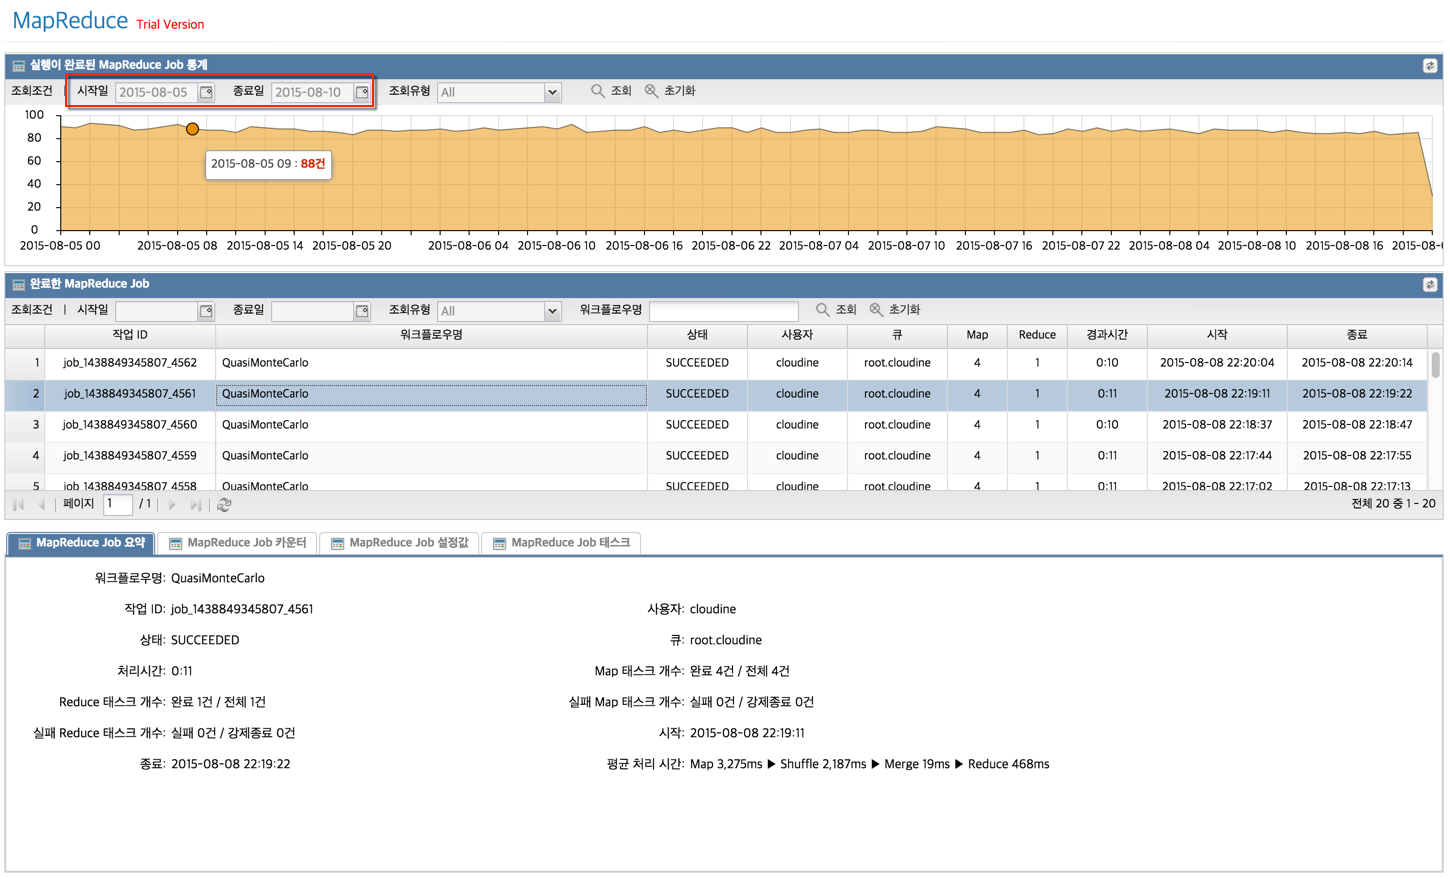 MapReduce Trial Version
실행이 완료된 MapReduce Job 통계
조회조건 | 시작일 2015-08-05 종료일 2015-08-10 조회유형 All 조회 초기화
100
80
60
40
20
0
2015-08-05 09 : 88건
2015-08-05 00 2015-08-05 08 2015-08-05 14 2015-08-05 20 2015-08-06 04 2015-08-06 10 2015-08-06 16 2015-08-06 22 2015-08-07 04 2015-08-07 10 2015-08-07 16 2015-08-07 22 2015-08-08 04 2015-08-08 10 2015-08-08 16 2015-08-
완료한 MapReduce Job
조회조건 | 시작일 종료일 조회유형 All 워크플로우명 조회 초기화
작업 ID 워크플로우명 상태 사용자 큐 Map Reduce 경과시간 시작 종료
1 job_1438849345807_4562 QuasiMonteCarlo SUCCEEDED cloudine root.cloudine 4 1 0:10 2015-08-08 22:20:04 2015-08-08 22:20:14
2 job_1438849345807_4561 QuasiMonteCarlo SUCCEEDED cloudine root.cloudine 4 1 0:11 2015-08-08 22:19:11 2015-08-08 22:19:22
3 job_1438849345807_4560 QuasiMonteCarlo SUCCEEDED cloudine root.cloudine 4 1 0:10 2015-08-08 22:18:37 2015-08-08 22:18:47
4 job_1438849345807_4559 QuasiMonteCarlo SUCCEEDED cloudine root.cloudine 4 1 0:11 2015-08-08 22:17:44 2015-08-08 22:17:55
5 job_1438849345807_4558 QuasiMonteCarlo SUCCEEDED cloudine root.cloudine 4 1 0:11 2015-08-08 22:17:02 2015-08-08 22:17:13
페이지 1 / 1 전체 20 중 1 - 20
MapReduce Job 요약 MapReduce Job 카운터 MapReduce Job 설정값 MapReduce Job 태스크
워크플로우명: QuasiMonteCarlo
작업 ID: job_1438849345807_4561 사용자: cloudine
상태: SUCCEEDED 큐: root.cloudine
처리시간: 0:11 Map 태스크 개수: 완료 4건 / 전체 4건
Reduce 태스크 개수: 완료 1건 / 전체 1건 실패 Map 태스크 개수: 실패 0건 / 강제종료 0건
실패 Reduce 태스크 개수: 실패 0건 / 강제종료 0건 시작: 2015-08-08 22:19:11
종료: 2015-08-08 22:19:22 평균 처리 시간: Map 3,275ms ▶ Shuffle 2,187ms ▶ Merge 19ms ▶ Reduce 468ms